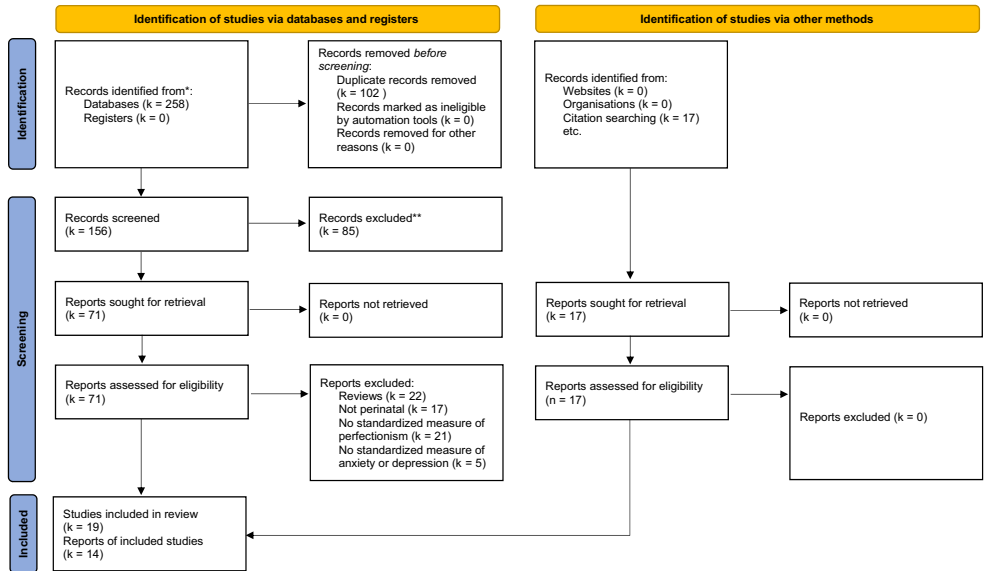 Identification of studies via databases and registers
Identification of studies via other methods
Identification
Records identified from*:
Databases (k = 258)
Registers (k = 0)
Records removed before
screening:
Duplicate records removed
(k = 102 )
Records marked as ineligible
by automation tools (k = 0)
Records removed for other
reasons (k = 0)
Records identified from:
Websites (k = 0)
Organisations (k = 0)
Citation searching (k = 17)
etc.
Screening
Records screened
(k = 156)
Records excluded**
(k = 85)
Reports sought for retrieval
(k = 71)
Reports not retrieved
(k = 0)
Reports sought for retrieval
(k = 17)
Reports not retrieved
(k = 0)
Reports assessed for eligibility
(k = 71)
Reports excluded:
Reviews (k = 22)
Not perinatal (k = 17)
No standardized measure of
perfectionism (k = 21)
No standardized measure of
anxiety or depression (k = 5)
Reports assessed for eligibility
(n = 17)
Reports excluded (k = 0)
Included
Studies included in review
(k = 19)
Reports of included studies
(k = 14)